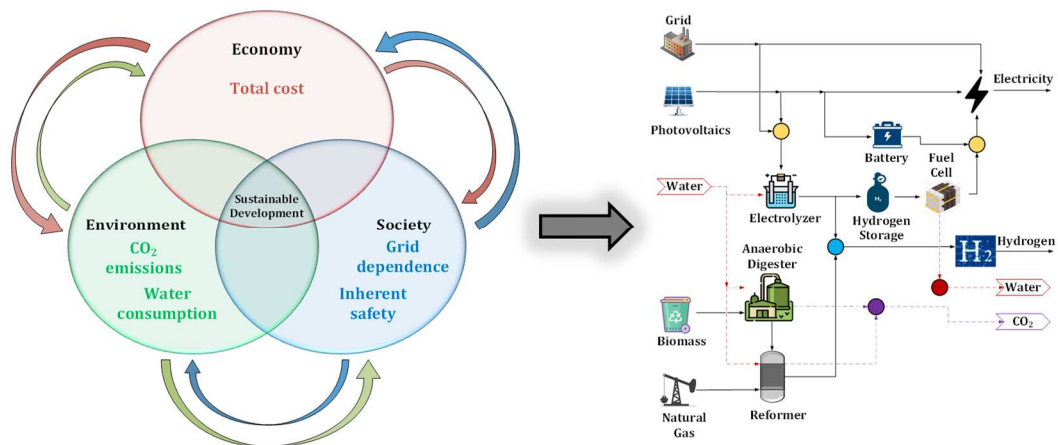 Economy
Total cost
Sustainable
Development
Environment
CO₂
emissions
Water
consumption
Society
Grid
dependence
Inherent
safety
Grid
Electricity
Photovoltaics
Battery
Fuel
Cell
Water
Electrolyzer
Hydrogen
Storage
H₂
H₂
Hydrogen
Anaerobic
Digester
Water
CO₂
Biomass
Natural
Gas
Reformer